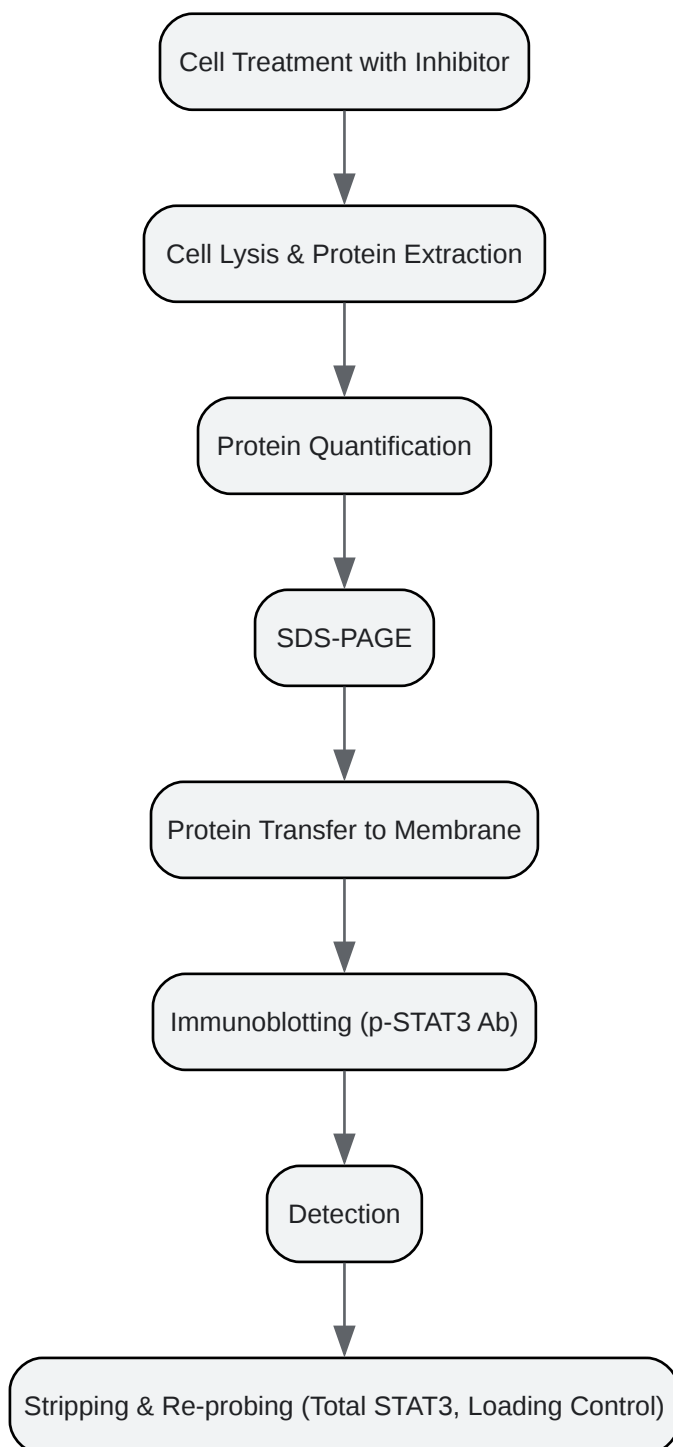 Cell Treatment with Inhibitor
Cell Lysis & Protein Extraction
Protein Quantification
SDS-PAGE
Protein Transfer to Membrane
Immunoblotting (p-STAT3 Ab)
Detection
Stripping & Re-probing (Total STAT3, Loading Control)